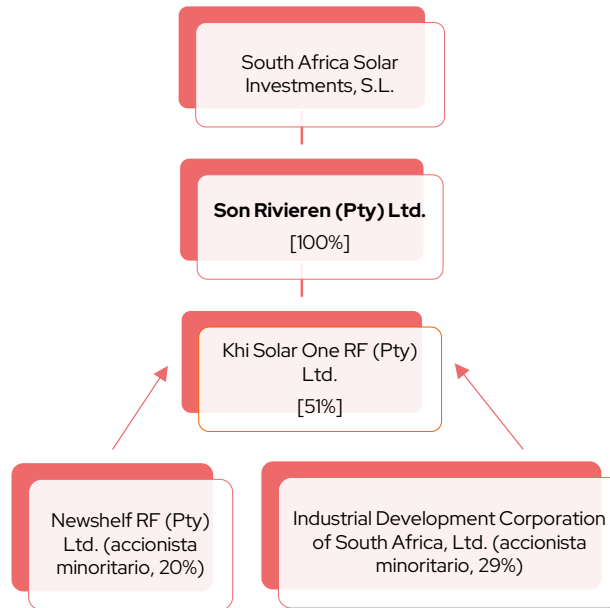 South Africa Solar
Investments, S.L.
Son Rivieren (Pty) Ltd.
[100%]
Khi Solar One RF (Pty)
Ltd.
[51%]
Newshelf RF (Pty)
Ltd. (accionista
minoritario, 20%)
Industrial Development Corporation
of South Africa, Ltd. (accionista
minoritario, 29%)